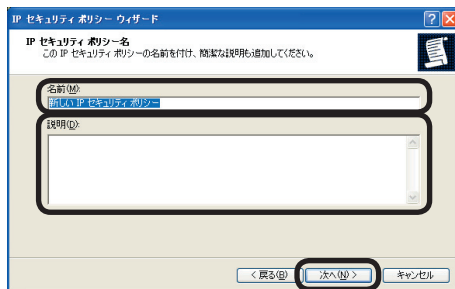 IP セキュリティ ポリシー ウィザード
IP セキュリティ ポリシー名
この IP セキュリティ ポリシーの名前を付け、簡潔な説明も追加してください。
名前(M):
新しい IP セキュリティ ポリシー
説明(D):
< 戻る(B)
次へ(N) >
キャンセル